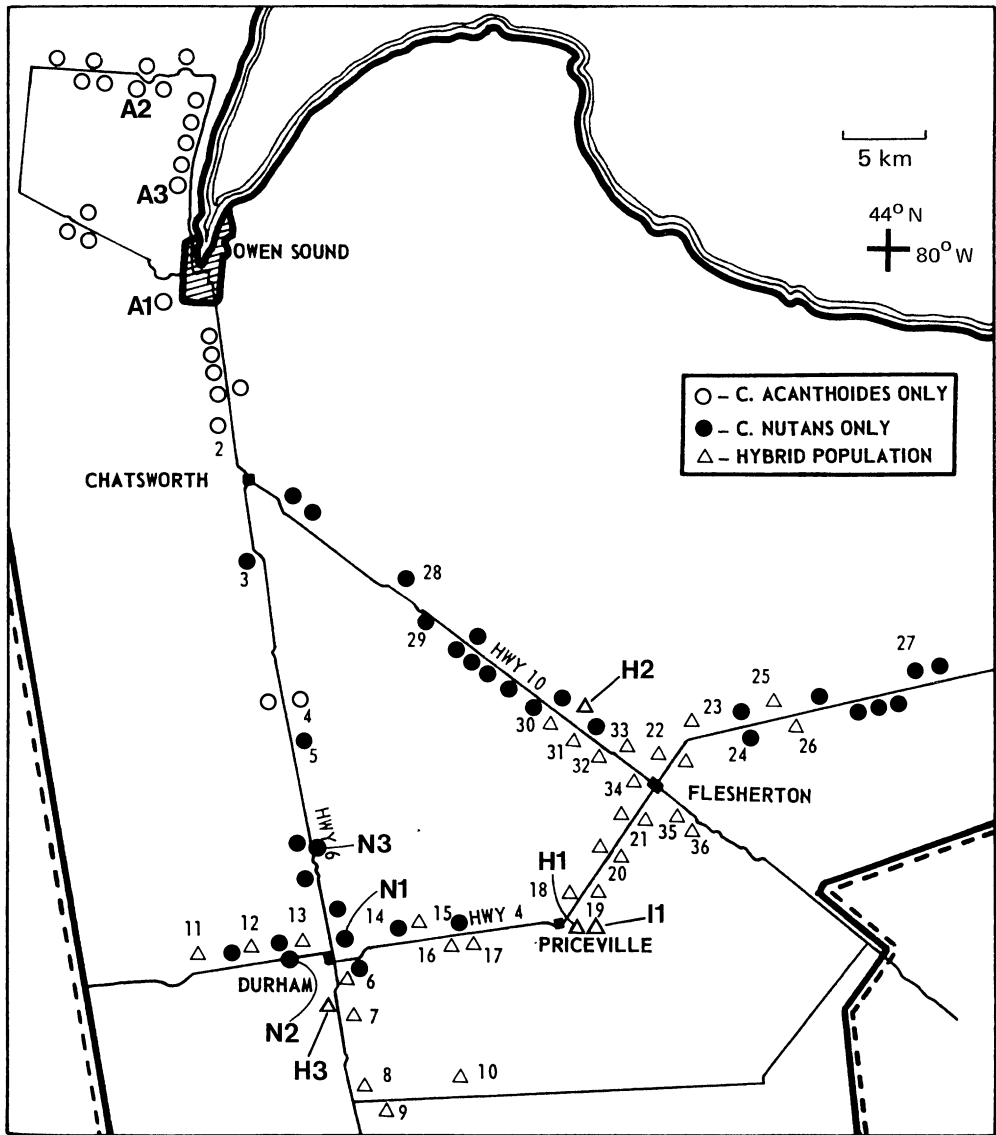 A2
A3
5 km
44° N
80° W
OWEN SOUND
A1
○ – C. ACANTHOIDES ONLY
● – C. NUTANS ONLY
△ – HYBRID POPULATION
2
CHATSWORTH
3
28
29
HWY 10
H2
27
25
4
30
23
33
22
24
26
5
31
32
34
FLESHERTON
HWY 6
N3
21
35
36
H1
20
N1
18
14
15
HWY 4
19
I1
11
12
13
16
17
PRICEVILLE
DURHAM
6
N2
7
H3
8
10
9